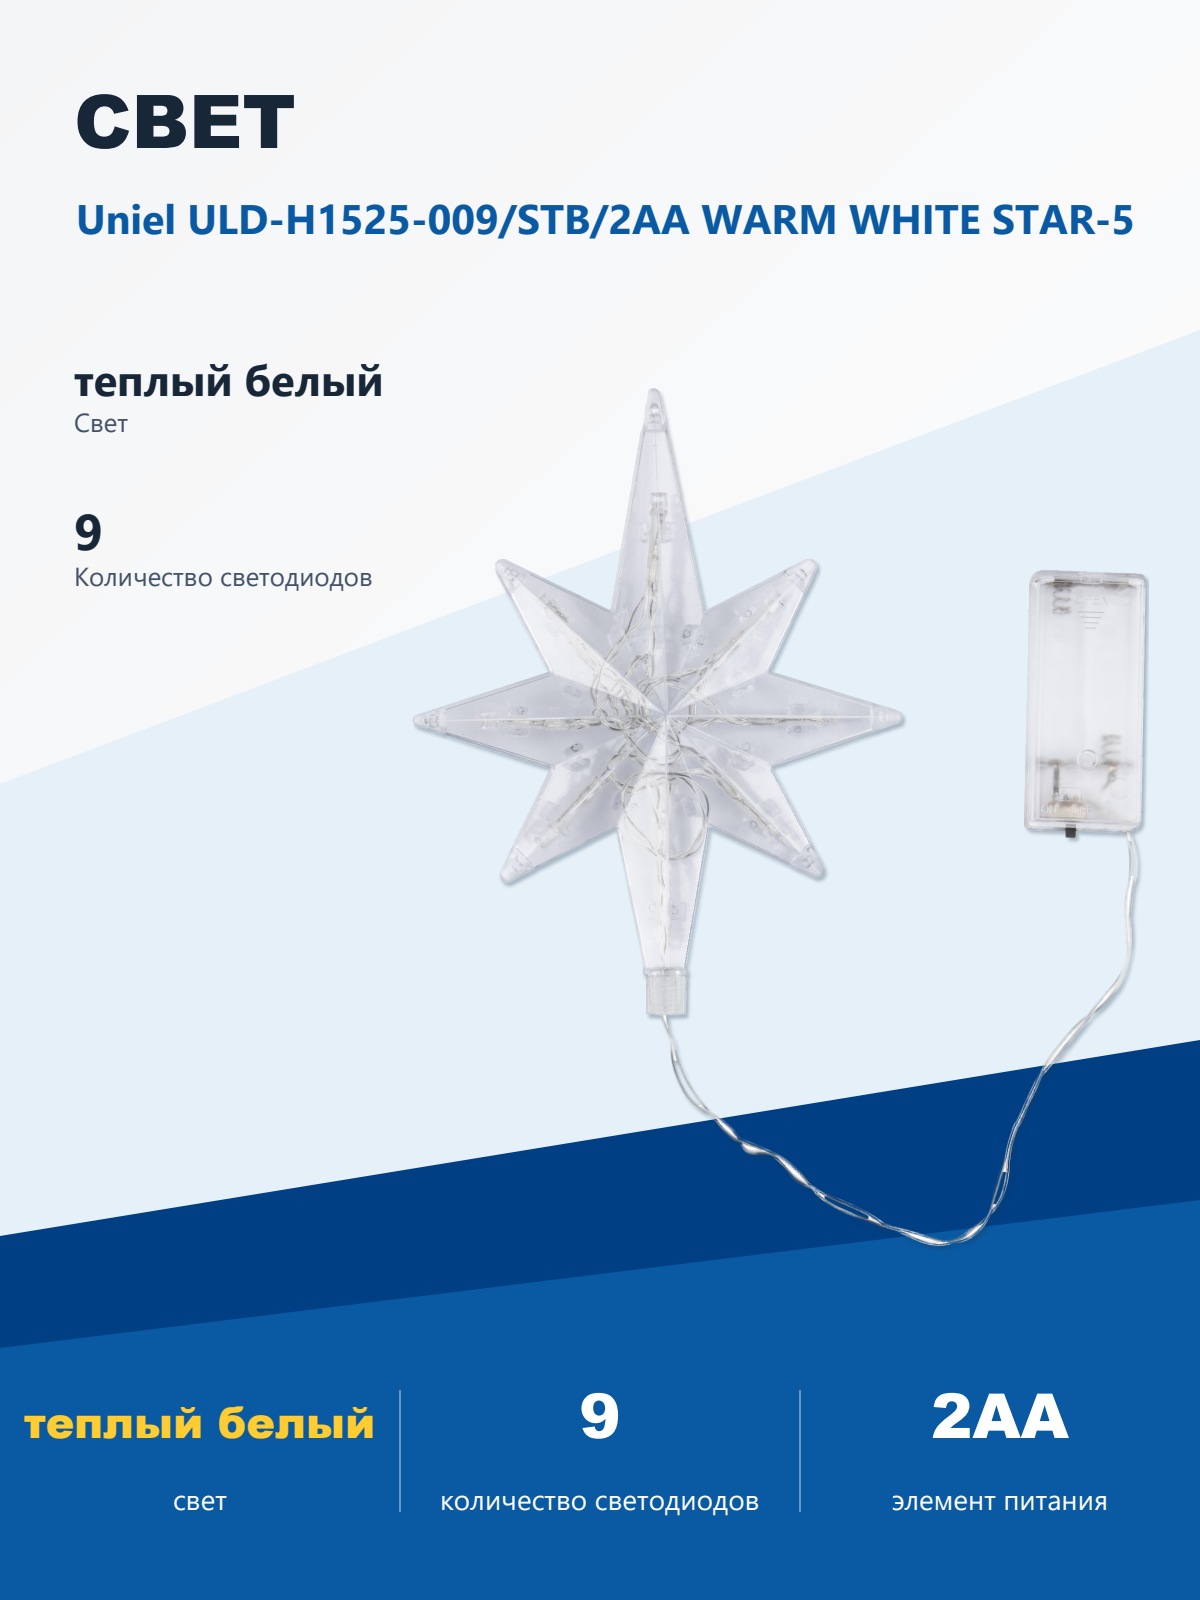 СВЕТ
Uniel ULD-H1525-009/STB/2AA WARM WHITE STAR-5
теплый белый
Свет
9
Количество светодиодов
теплый белый
свет
9
количество светодиодов
2AA
элемент питания